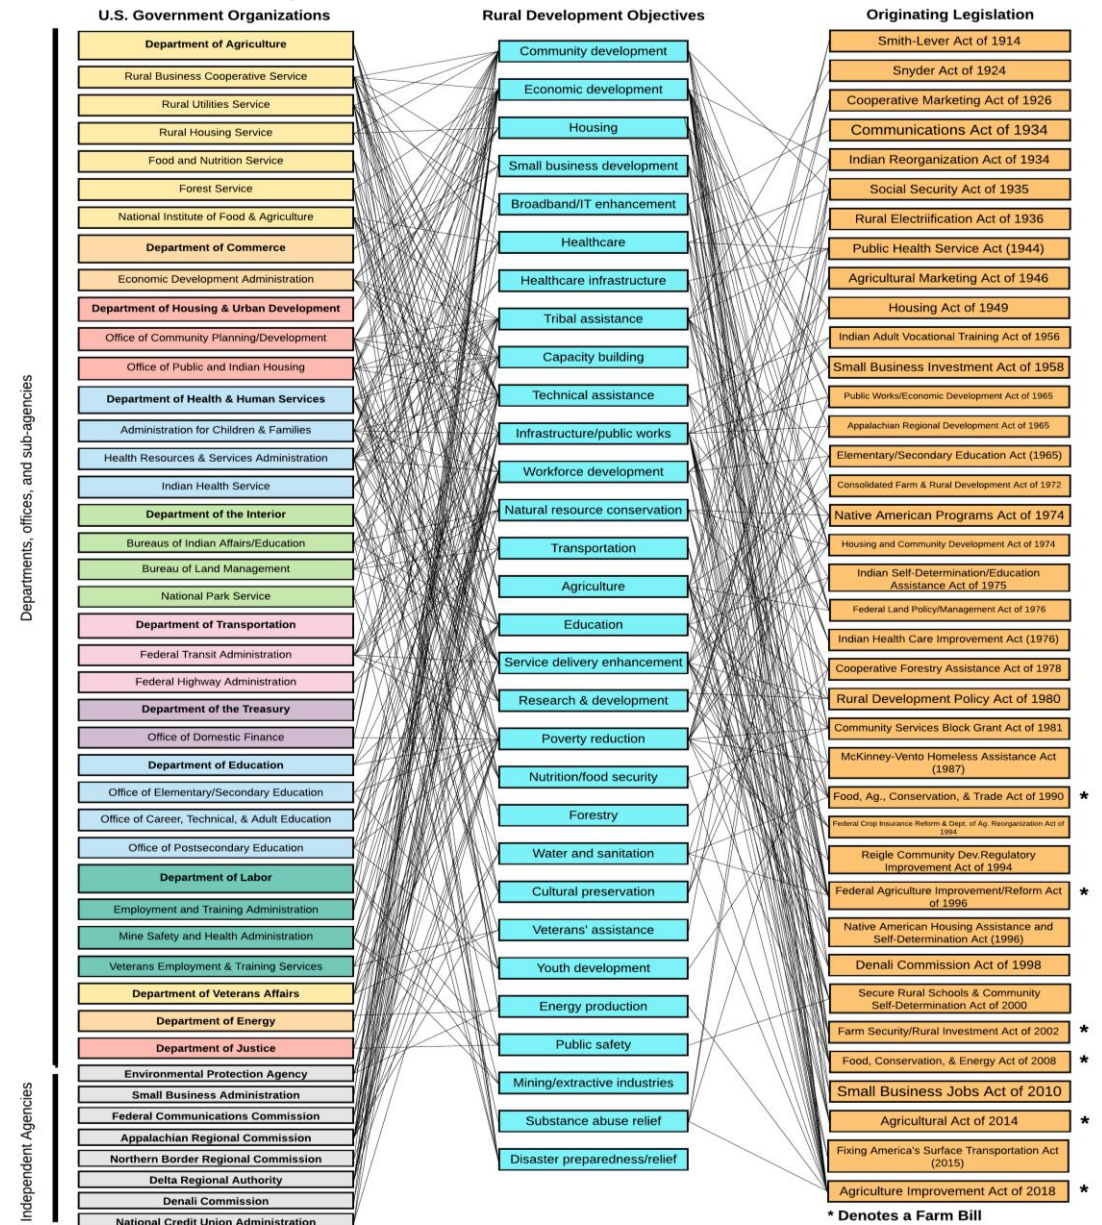 U.S. Government Organizations
Department of Agriculture
Rural Business Cooperative Service
Rural Utilities Service
Rural Housing Service
Food and Nutrition Service
Forest Service
National Institute of Food & Agriculture
Department of Commerce
Economic Development Administration
Department of Housing & Urban Development
Office of Community Planning/Development
Office of Public and Indian Housing
Department of Health & Human Services
Administration for Children & Families
Health Resources & Services Administration
Indian Health Service
Department of the Interior
Bureaus of Indian Affairs/Education
Bureau of Land Management
National Park Service
Department of Transportation
Federal Transit Administration
Federal Highway Administration
Department of the Treasury
Office of Domestic Finance
Department of Education
Office of Elementary/Secondary Education
Office of Career, Technical, & Adult Education
Office of Postsecondary Education
Department of Labor
Employment and Training Administration
Mine Safety and Health Administration
Veterans Employment & Training Services
Department of Veterans Affairs
Department of Energy
Department of Justice
Environmental Protection Agency
Small Business Administration
Federal Communications Commission
Appalachian Regional Commission
Northern Border Regional Commission
Delta Regional Authority
Denali Commission
National Credit Union Administration
Departments, offices, and sub-agencies
Independent Agencies
Rural Development Objectives
Community development
Economic development
Housing
Small business development
Broadband/IT enhancement
Healthcare
Healthcare infrastructure
Tribal assistance
Capacity building
Technical assistance
Infrastructure/public works
Workforce development
Natural resource conservation
Transportation
Agriculture
Education
Service delivery enhancement
Research & development
Poverty reduction
Nutrition/food security
Forestry
Water and sanitation
Cultural preservation
Veterans' assistance
Youth development
Energy production
Public safety
Mining/extractive industries
Substance abuse relief
Disaster preparedness/relief
Originating Legislation
Smith-Lever Act of 1914
Snyder Act of 1924
Cooperative Marketing Act of 1926
Communications Act of 1934
Indian Reorganization Act of 1934
Social Security Act of 1935
Rural Electriification Act of 1936
Public Health Service Act (1944)
Agricultural Marketing Act of 1946
Housing Act of 1949
Indian Adult Vocational Training Act of 1956
Small Business Investment Act of 1958
Public Works/Economic Development Act of 1965
Appalachian Regional Development Act of 1965
Elementary/Secondary Education Act (1965)
Consolidated Farm & Rural Development Act of 1972
Native American Programs Act of 1974
Housing and Community Development Act of 1974
Indian Self-Determination/Education
Assistance Act of 1975
Federal Land Policy/Management Act of 1976
Indian Health Care Improvement Act (1976)
Cooperative Forestry Assistance Act of 1978
Rural Development Policy Act of 1980
Community Services Block Grant Act of 1981
McKinney-Vento Homeless Assistance Act
(1987)
Food, Ag., Conservation, & Trade Act of 1990 *
Federal Crop Insurance Reform & Dept. of Ag. Reorganization Act of
1994
Reigle Community Dev.Regulatory
Improvement Act of 1994
Federal Agriculture Improvement/Reform Act *
of 1996
Native American Housing Assistance and
Self-Determination Act (1996)
Denali Commission Act of 1998
Secure Rural Schools & Community
Self-Determination Act of 2000
Farm Security/Rural Investment Act of 2002 *
Food, Conservation, & Energy Act of 2008 *
Small Business Jobs Act of 2010
Agricultural Act of 2014 *
Fixing America's Surface Transportation Act
(2015)
Agriculture Improvement Act of 2018 *
* Denotes a Farm Bill